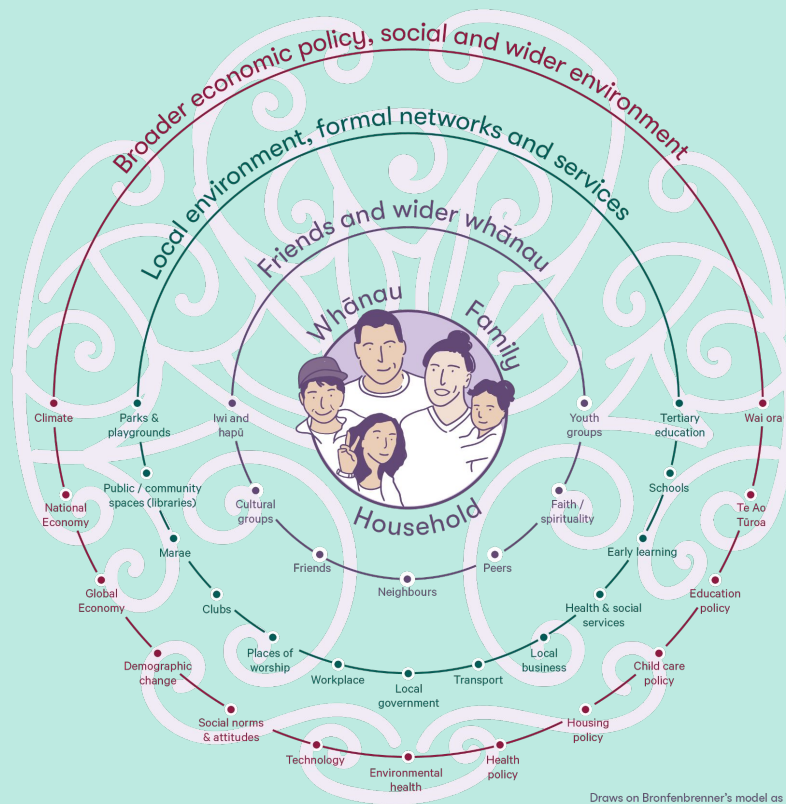 Broader economic policy, social and wider environment
Local environment, formal networks and services
Friends and wider whānau
Whānau
Family
Household
Climate
National
Economy
Global
Economy
Demographic
change
Social norms
& attitudes
Technology
Environmental
health
Health
policy
Housing
policy
Child care
policy
Education
policy
Te Ao
Tūroa
Wai ora
Parks &
playgrounds
Public / community
spaces (libraries)
Marae
Clubs
Places of
worship
Workplace
Local
government
Transport
Local
business
Health & social
services
Early learning
Schools
Tertiary
education
Iwi and
hapū
Cultural
groups
Friends
Neighbours
Peers
Faith /
spirituality
Youth
groups
Draws on Bronfenbrenner's model as